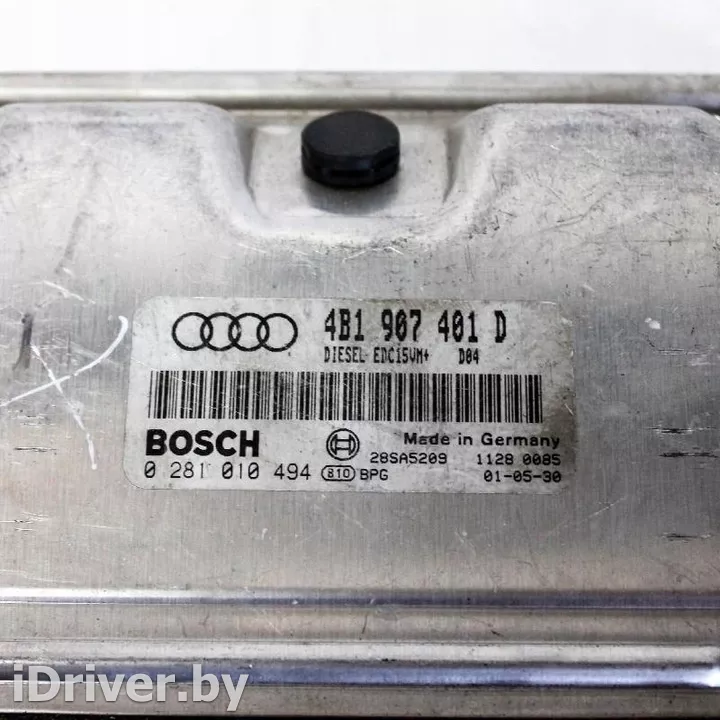 4B1 907 401 D
DIESEL EDC15VM+ D04
BOSCH
Made in Germany
28SA5209 1128 0085
0 281 010 494 810 BPG 01-05-30
iDriver.by